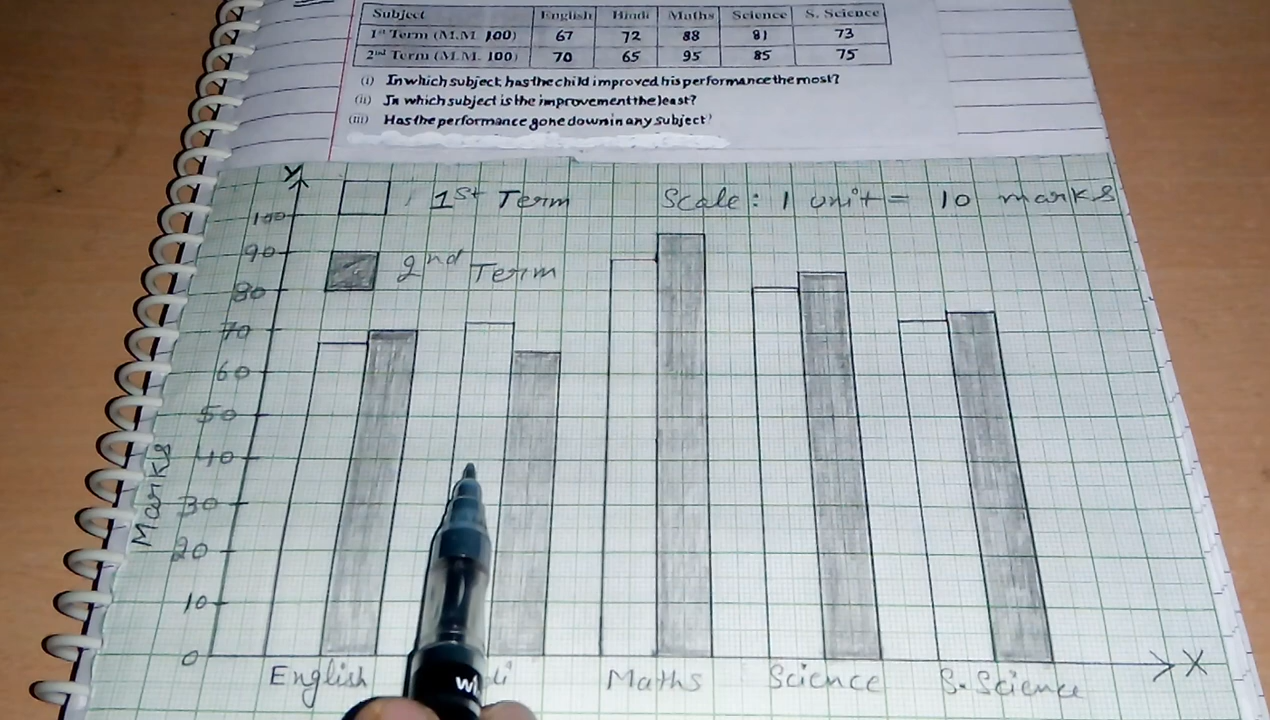 Subject English Hindi Maths Science S. Science
1st Term (M.M. 100) 67 72 88 81 73
2nd Term (M.M. 100) 70 65 95 85 75
(i) In which subject has the child improved his performance the most?
(ii) In which subject is the improvement the least?
(iii) Has the performance gone down in any subject?
Y
1st Term Scale: 1 unit = 10 marks
100
90
2nd Term
80
70
60
50
40
30
20
10
0
Marks
English Maths Science S. Science X